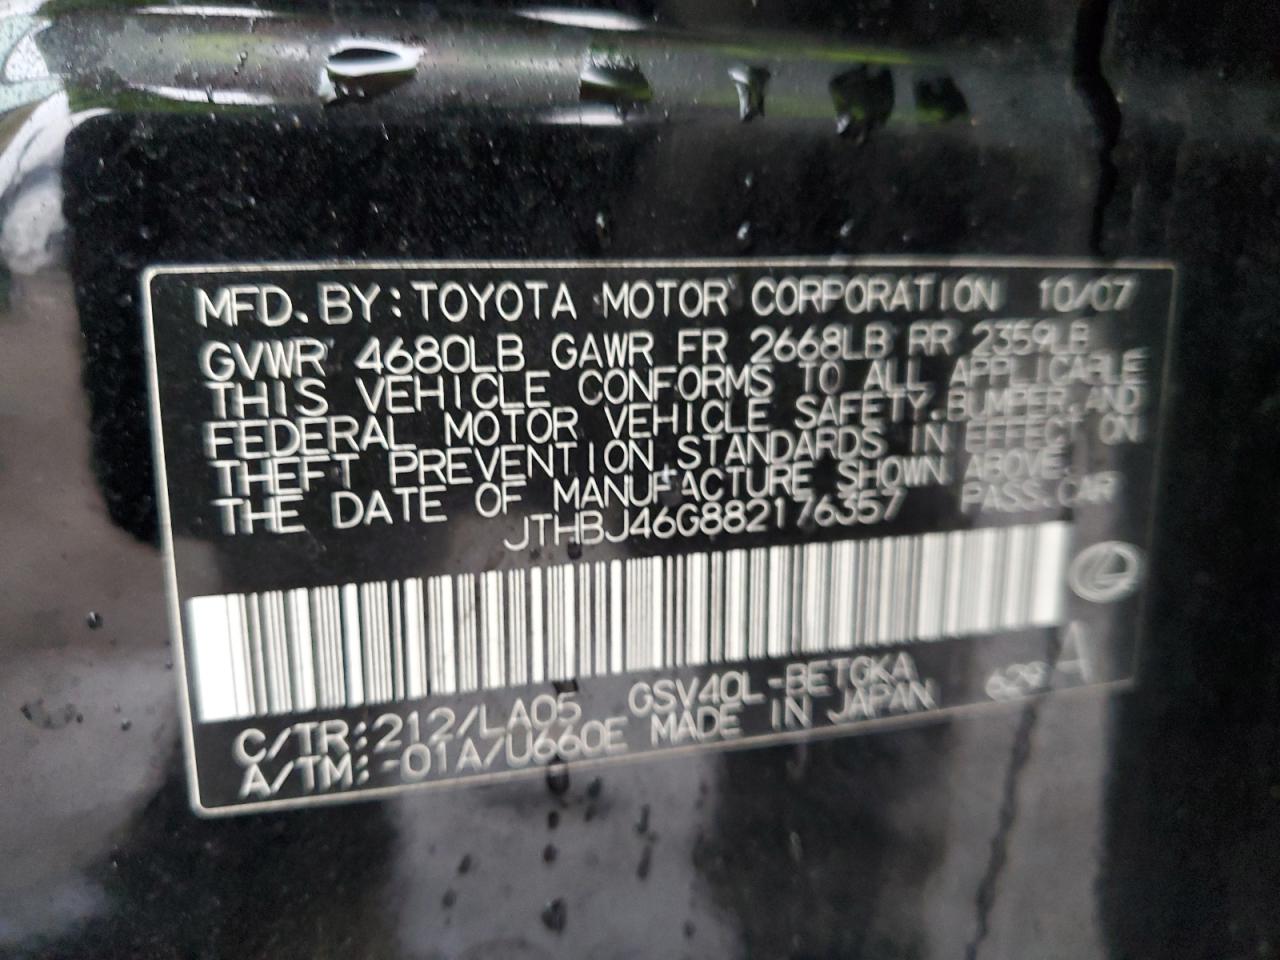 MFD. BY: TOYOTA MOTOR CORPORATION 10/07
GVWR 4680LB GAWR FR 2668LB RR 2359LB
THIS VEHICLE CONFORMS TO ALL APPLICABLE
FEDERAL MOTOR VEHICLE SAFETY, BUMPER, AND
THEFT PREVENTION STANDARDS IN EFFECT ON
THE DATE OF MANUFACTURE SHOWN ABOVE.
JTHBJ46G882176357 PASS. CAR
C/TR: 212/LA05 GSV40L-BETGKA
A/TM: -01A/U660E MADE IN JAPAN 629 A